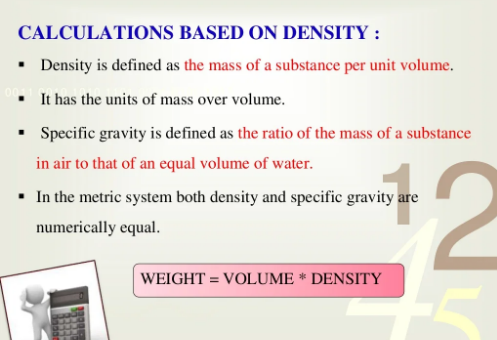 CALCULATIONS BASED ON DENSITY :
▪ Density is defined as the mass of a substance per unit volume.
▪ It has the units of mass over volume.
▪ Specific gravity is defined as the ratio of the mass of a substance
in air to that of an equal volume of water.
▪ In the metric system both density and specific gravity are
numerically equal.
WEIGHT = VOLUME * DENSITY
12
45